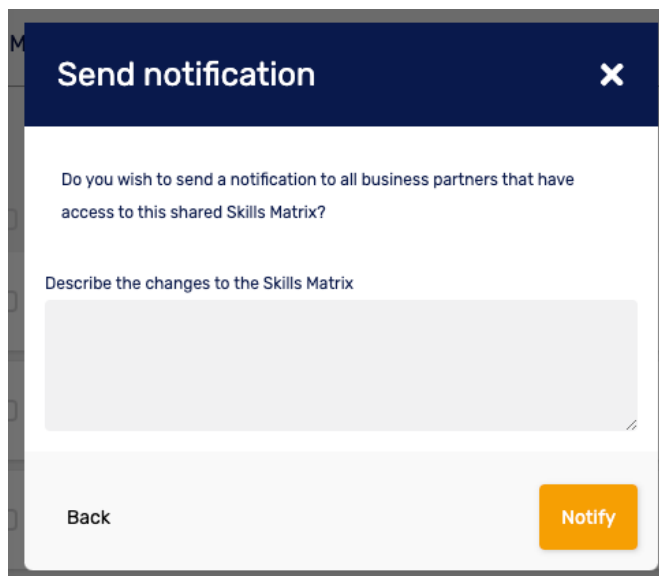 M
Send notification
Do you wish to send a notification to all business partners that have
access to this shared Skills Matrix?
Describe the changes to the Skills Matrix
Back
Notify